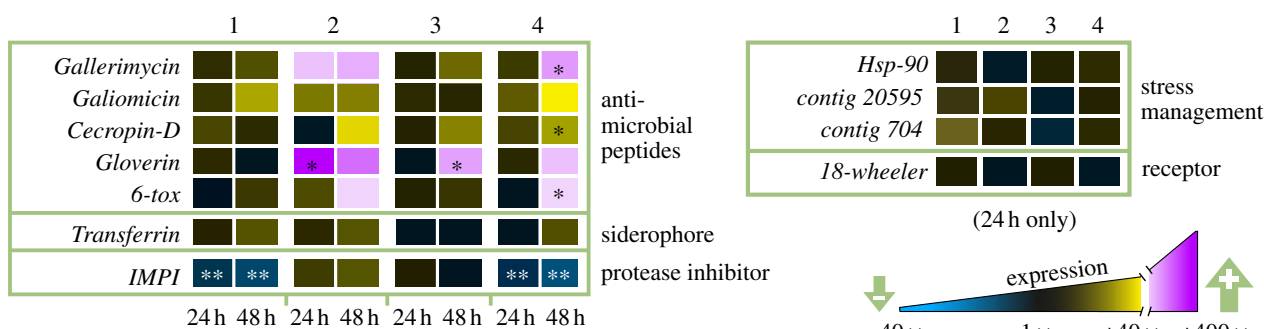 1 2 3 4
Gallerymycin
Galiomicin
Cecropin-D
Gloverin
6-tox
Transferrin
IMPI
* 
*
* *
*
** ** ** **
anti-
microbial
peptides
siderophore
protease inhibitor
24 h 48 h 24 h 48 h 24 h 48 h 24 h 48 h
1 2 3 4
Hsp-90
contig 20595
contig 704
18-wheeler
stress
management
receptor
(24 h only)
expression